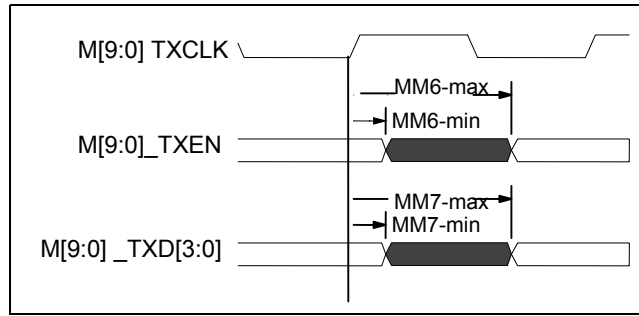 M[9:0] TXCLK
MM6-max
MM6-min
M[9:0]_TXEN
MM7-max
MM7-min
M[9:0] _TXD[3:0]